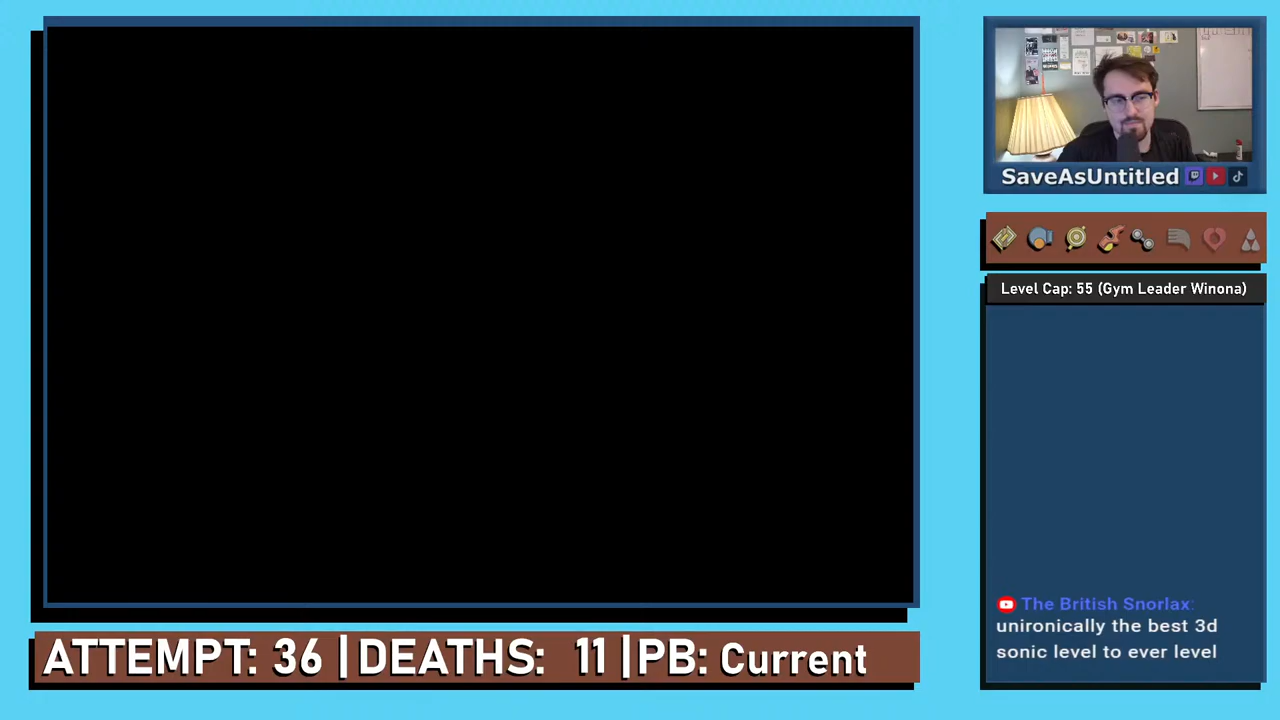 SaveAsUntitled
Level Cap: 55 (Gym Leader Winona)
The British Snorlax:
unironically the best 3d
sonic level to ever level
ATTEMPT: 36 | DEATHS: 11 | PB: Current